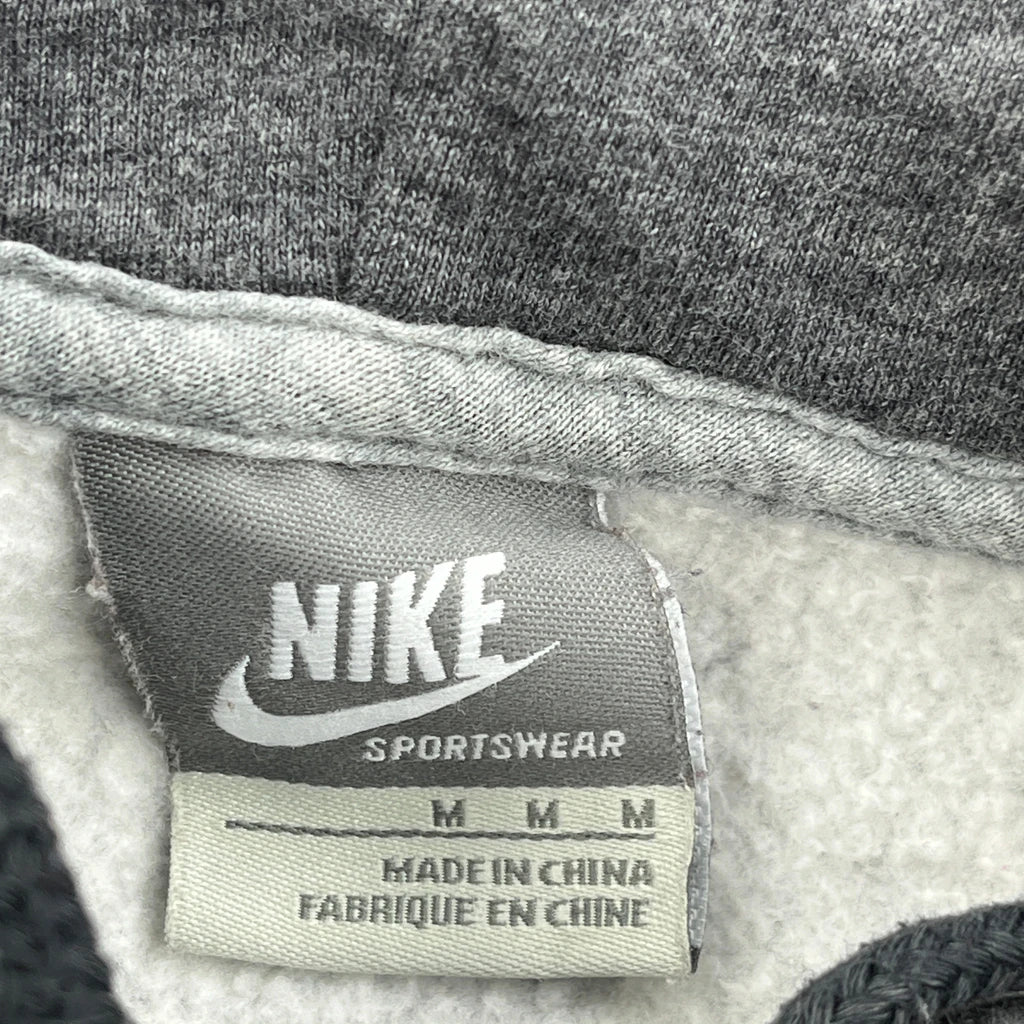 NIKE
SPORTSWEAR
M M M
MADE IN CHINA
FABRIQUE EN CHINE